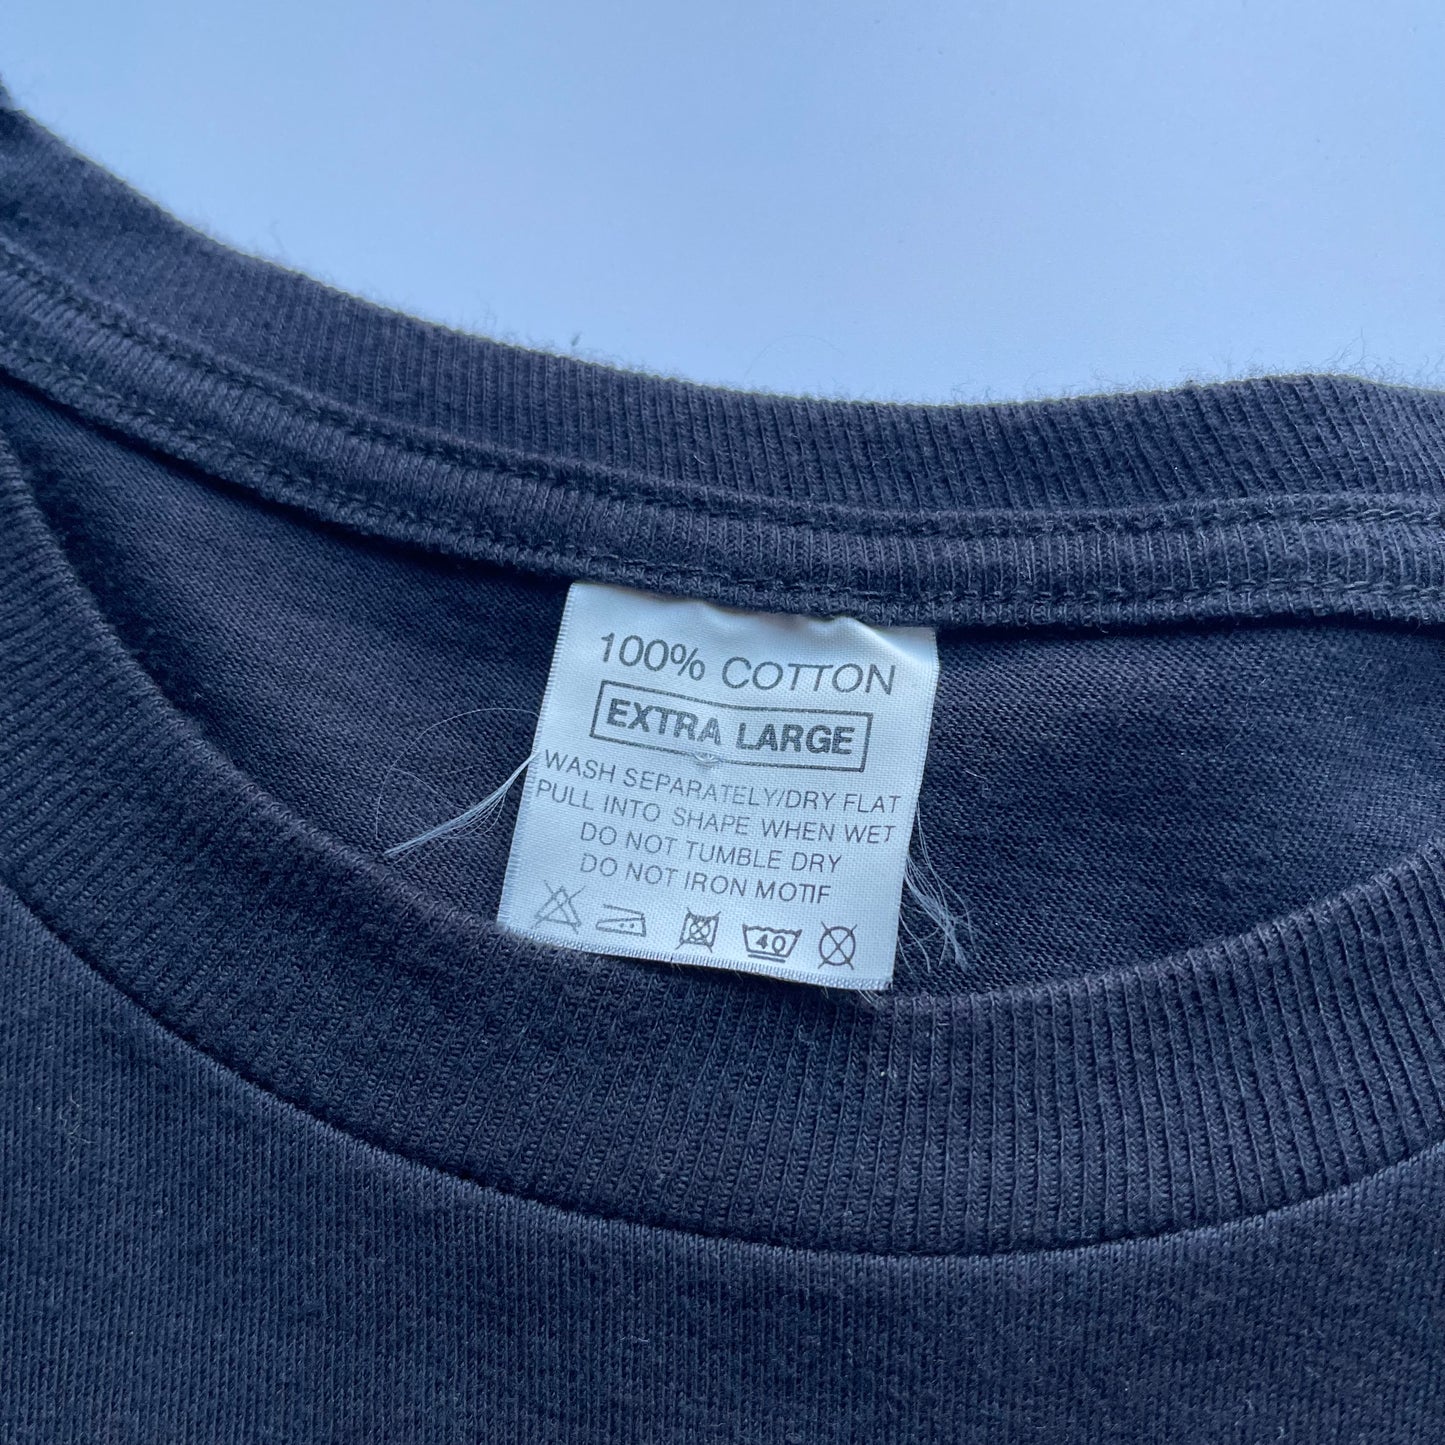 100% COTTON
EXTRA LARGE
WASH SEPARATELY/DRY FLAT
PULL INTO SHAPE WHEN WET
DO NOT TUMBLE DRY
DO NOT IRON MOTIF
40